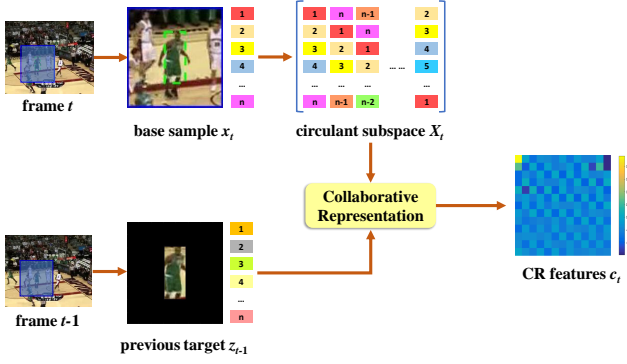 1 1 n n-1 2
2 2 1 n 3
3 3 2 1 4
4 4 3 2 ... ... 5
... ... ... ... ...
n n n-1 n-2 1
frame t
base sample x_t
circulant subspace X_t
Collaborative
Representation
1
2
3
4
...
n
CR features c_t
frame t-1
previous target z_{t-1}